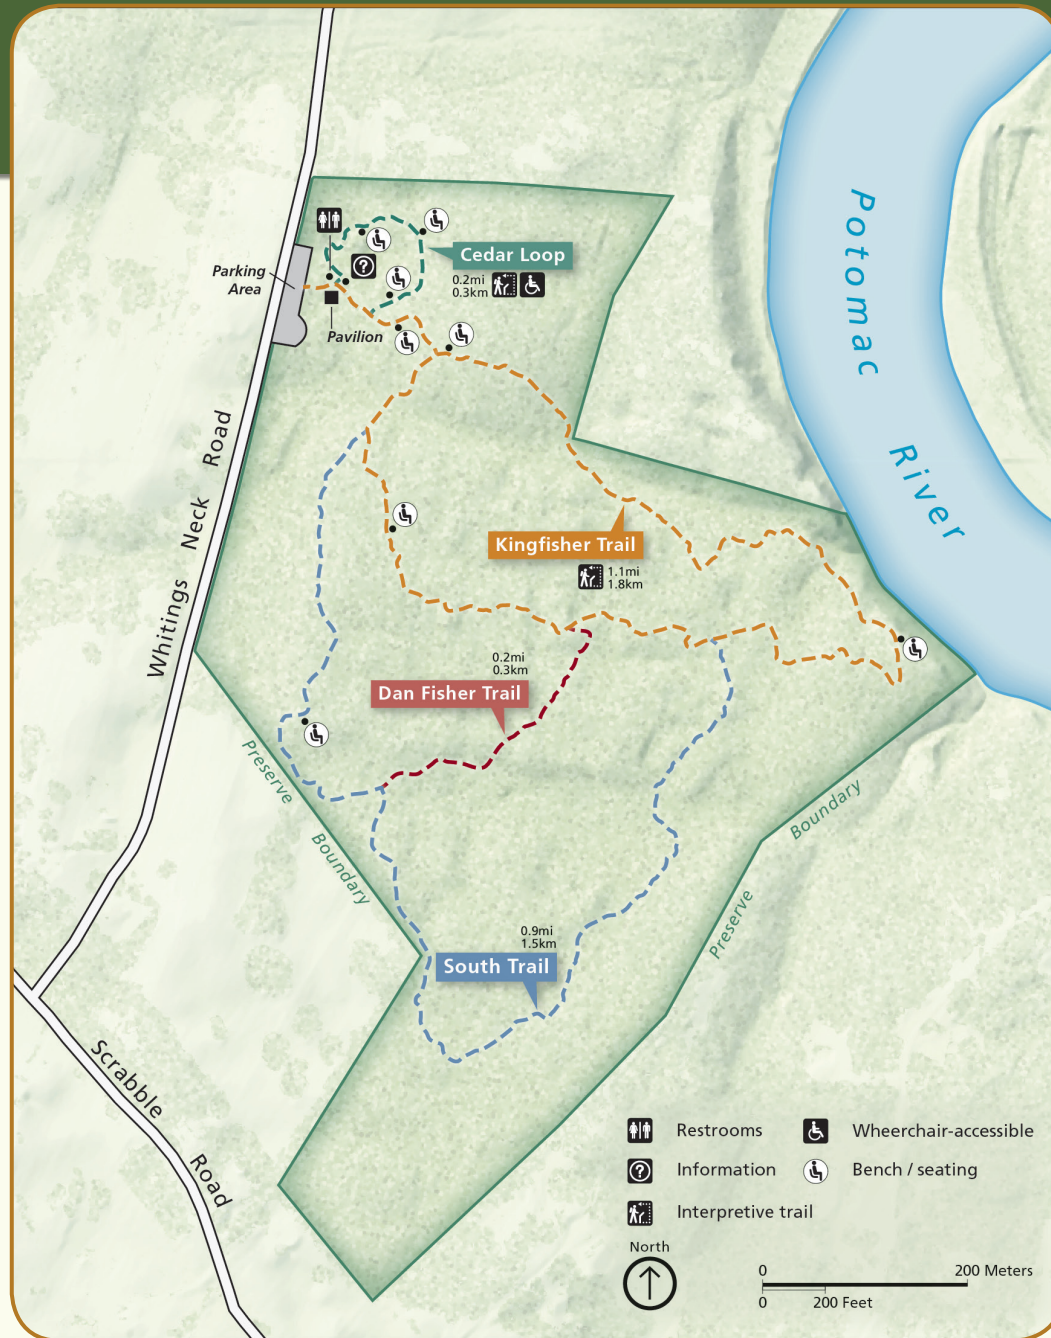 Potomac
River
Cedar Loop
0.2mi
0.3km
Parking
Area
Pavilion
Whitings Neck Road
Kingfisher Trail
1.1mi
1.8km
0.2mi
0.3km
Dan Fisher Trail
Preserve Boundary
Preserve Boundary
0.9mi
1.5km
South Trail
Scrabble Road
Restrooms
Wheerchair-accessible
?
Information
Bench / seating
Interpretive trail
North
0 200 Meters
0 200 Feet
?